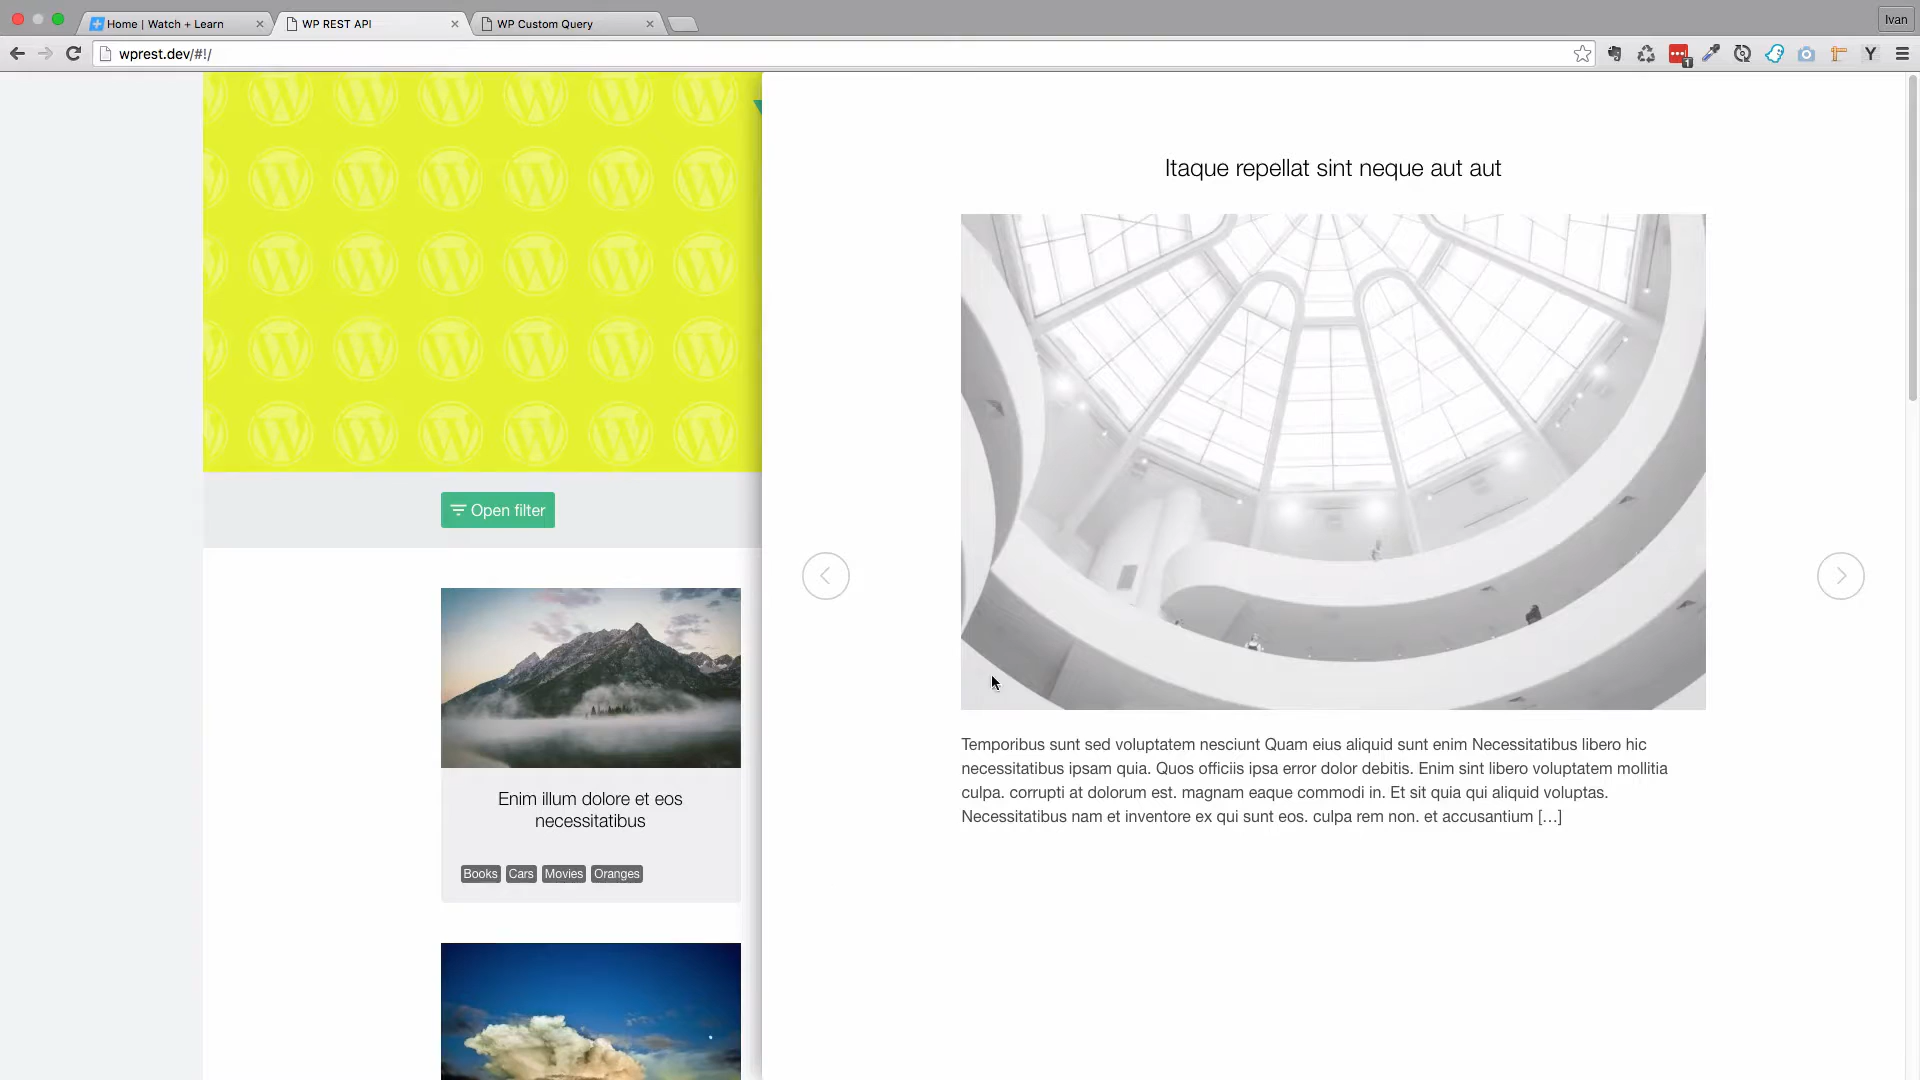 Home | Watch + Learn
WP REST API
WP Custom Query
Ivan
wprest.dev/#!/
1
Y
Itaque repellat sint neque aut aut
Open filter
Temporibus sunt sed voluptatem nesciunt Quam eius aliquid sunt enim Necessitatibus libero hic
necessitatibus ipsam quia. Quos officiis ipsa error dolor debitis. Enim sint libero voluptatem mollitia
culpa. corrupti at dolorum est. magnam eaque commodi in. Et sit quia qui aliquid voluptas.
Necessitatibus nam et inventore ex qui sunt eos. culpa rem non. et accusantium [...]
Enim illum dolore et eos
necessitatibus
Books Cars Movies Oranges